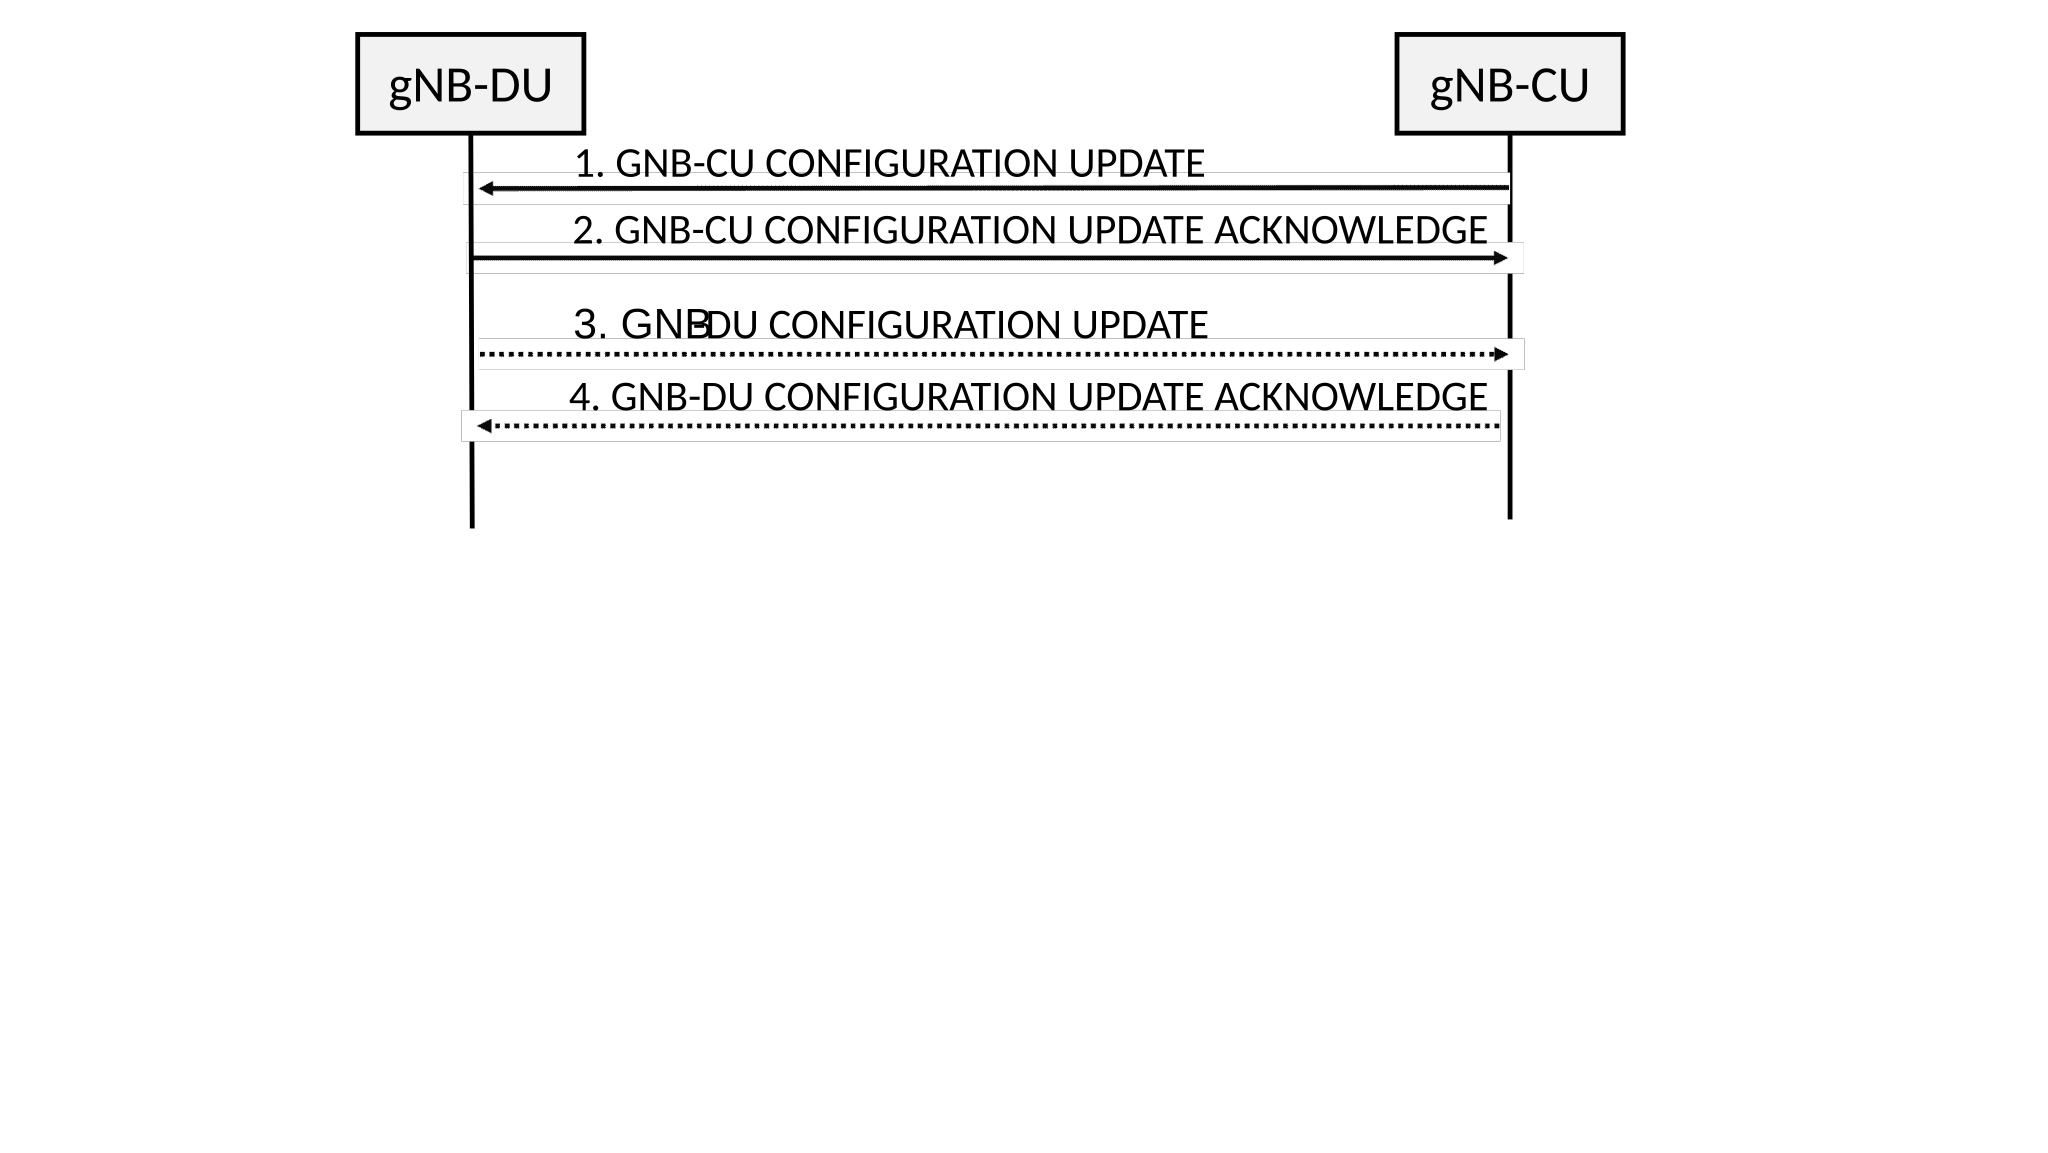 gNB-DU
gNB-CU
1. GNB-CU CONFIGURATION UPDATE
2. GNB-CU CONFIGURATION UPDATE ACKNOWLEDGE
3. GNB-DU CONFIGURATION UPDATE
4. GNB-DU CONFIGURATION UPDATE ACKNOWLEDGE